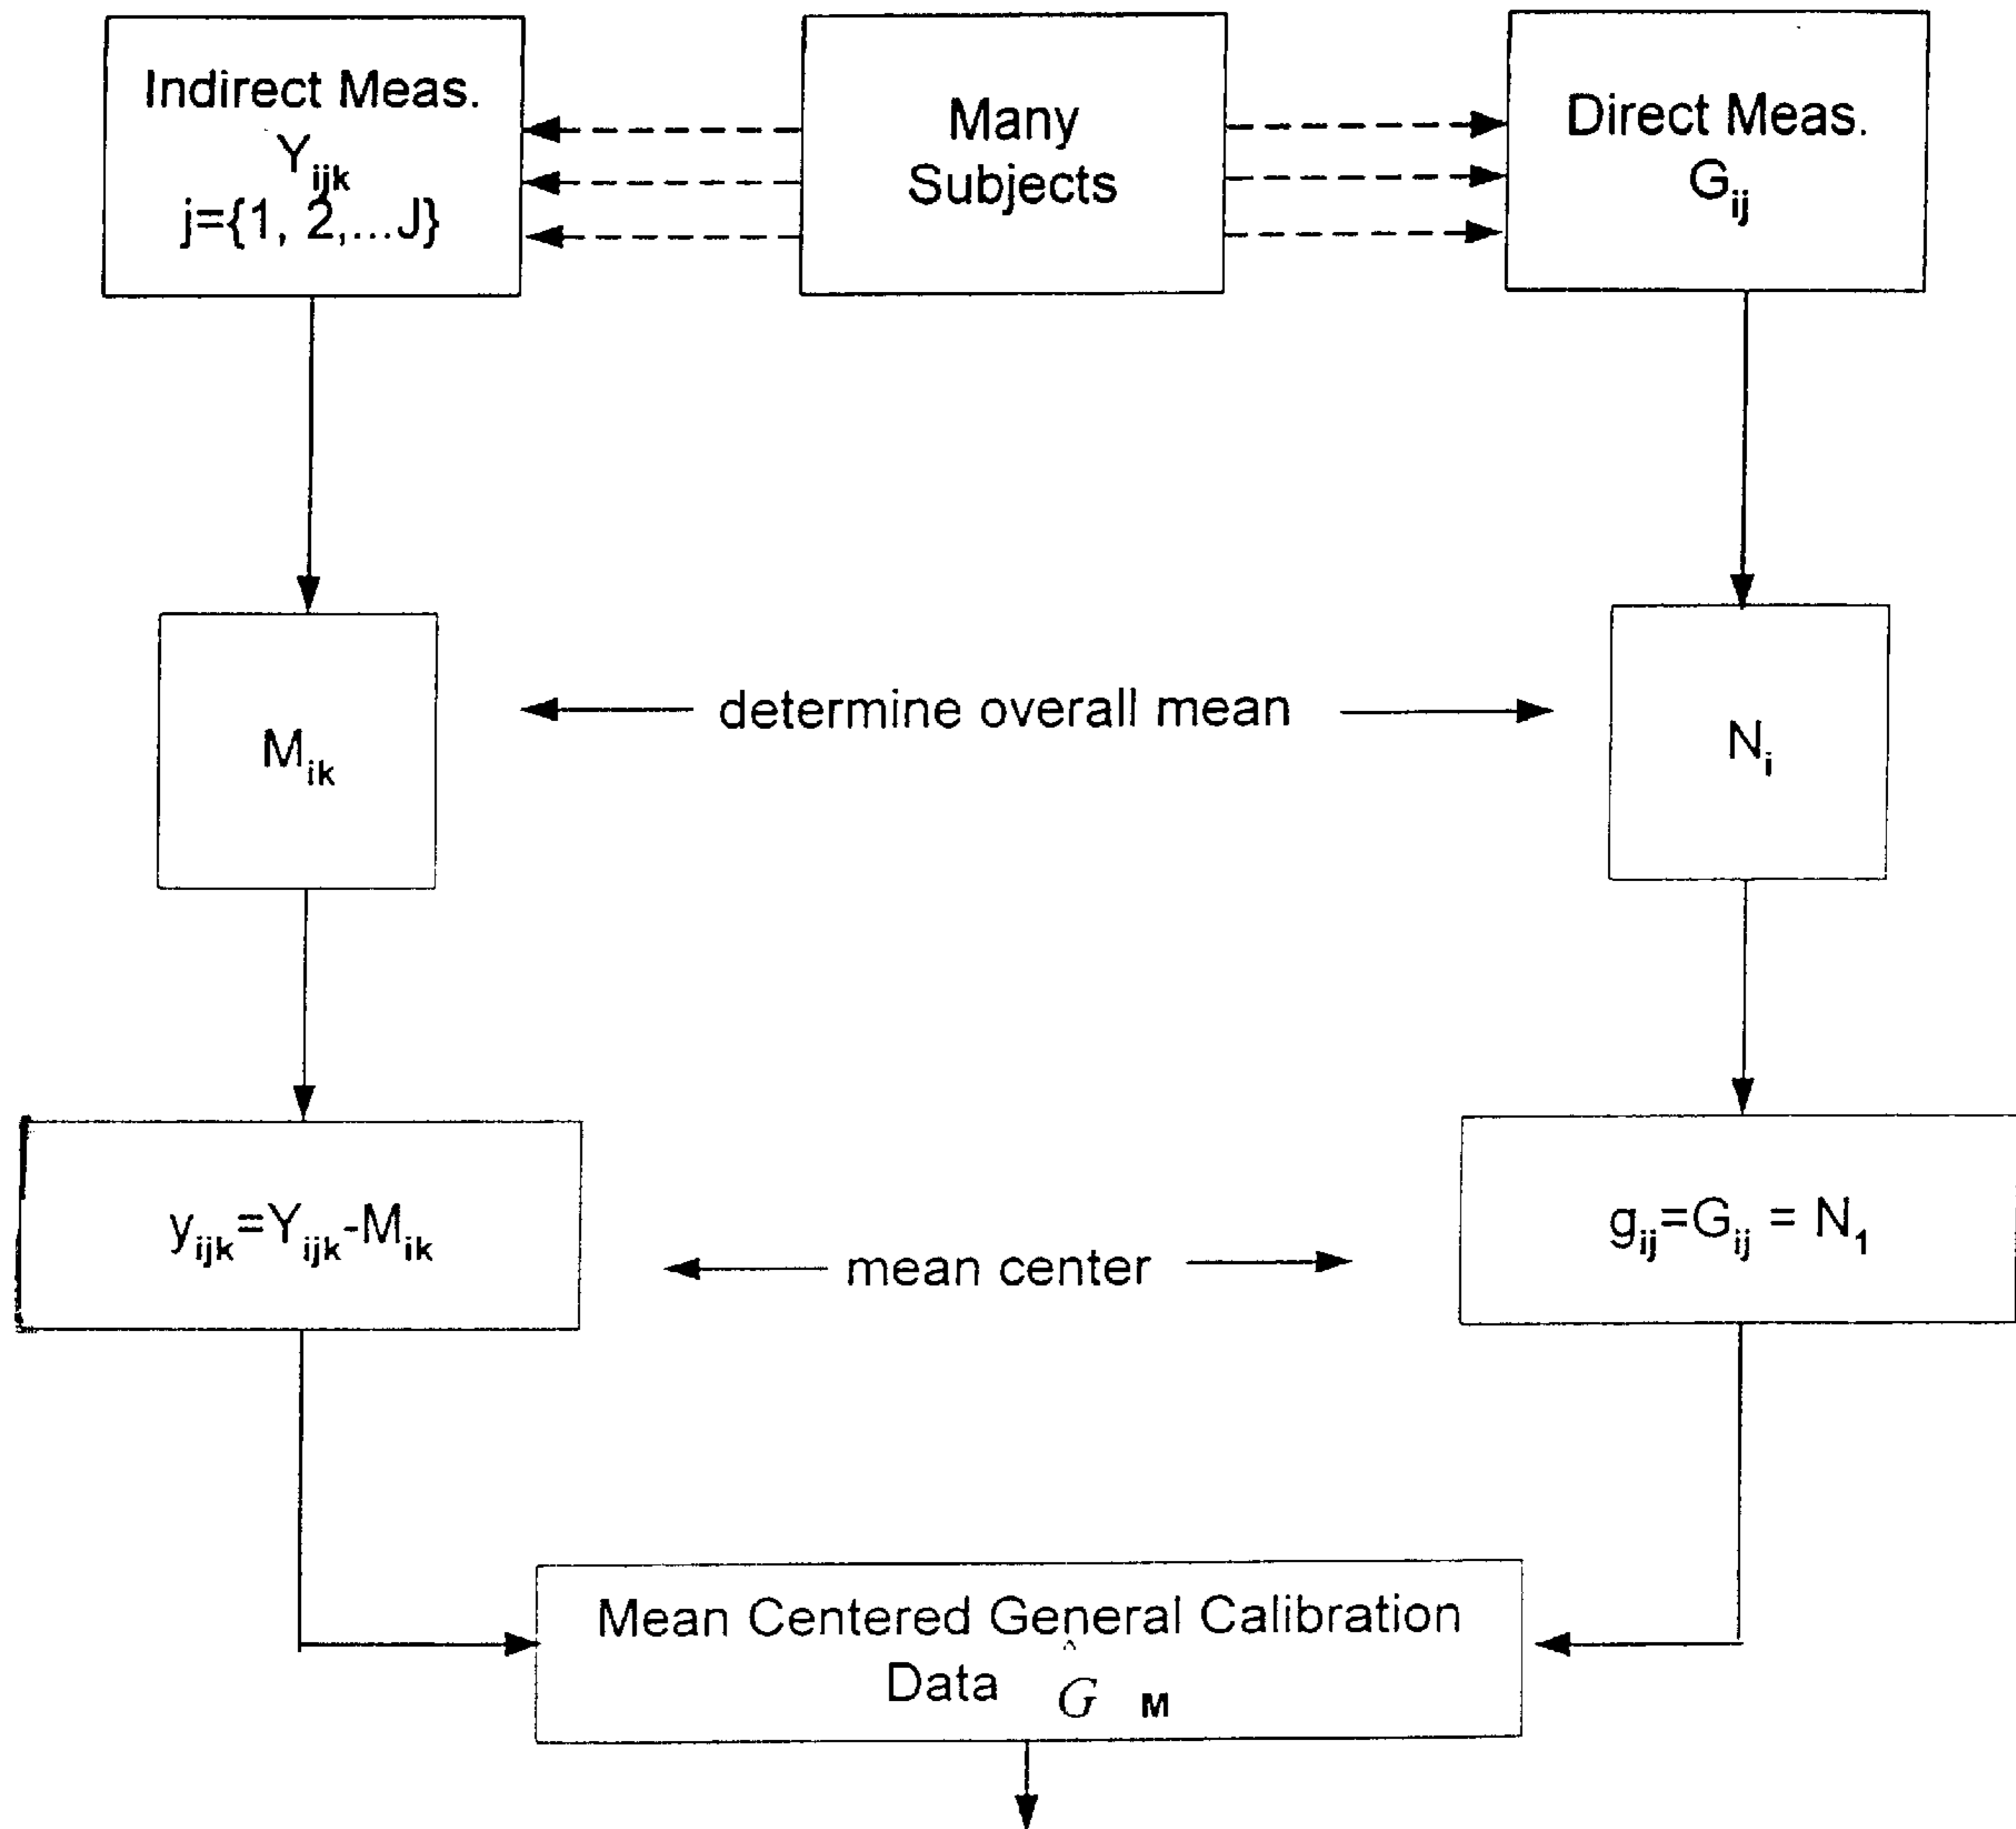 Indirect Meas.
Y_ijk
j={1, 2,...J}
Many
Subjects
Direct Meas.
G_ij
M_ik
determine overall mean
N_i
y_ijk=Y_ijk-M_ik
mean center
g_ij=G_ij = N_1
Mean Centered General Calibration
Data Ĝ M